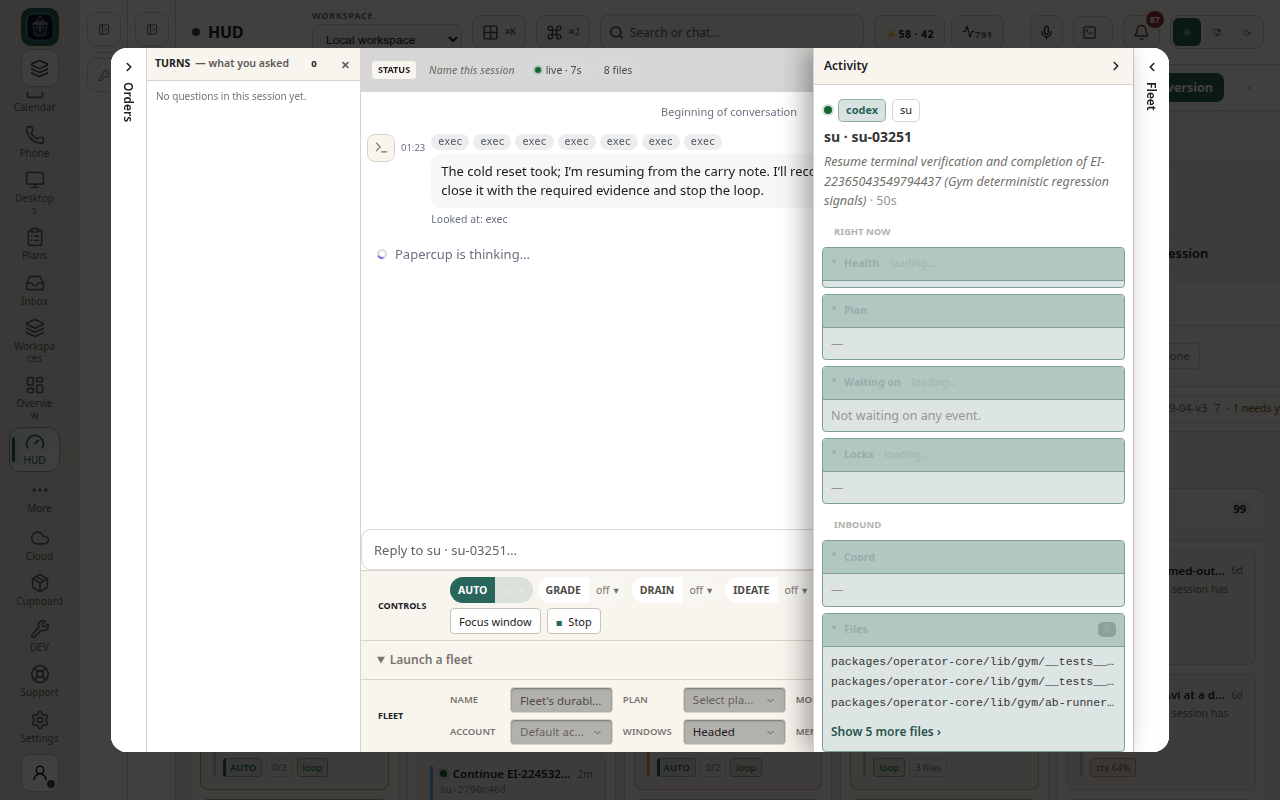 HUD
WORKSPACE
Local workspace
⌘K
⌘J
Search or chat...
⚡58 · 42
791
87
Calendar
Phone
Desktop
s
Plans
Inbox
Workspa
ces
Overvie
w
HUD
More
Cloud
Cupboard
DEV
Support
Settings
Orders
TURNS — what you asked 0 ×
No questions in this session yet.
STATUS Name this session live · 7s 8 files
Beginning of conversation
01:23 exec exec exec exec exec exec exec
The cold reset took; I'm resuming from the carry note. I'll reco
close it with the required evidence and stop the loop.
Looked at: exec
Papercup is thinking...
Reply to su · su-03251...
CONTROLS AUTO on ▾ GRADE off ▾ DRAIN off ▾ IDEATE off ▾
Focus window ■ Stop
▼ Launch a fleet
FLEET
NAME Fleet's durabl... PLAN Select pla... MO
ACCOUNT Default ac... WINDOWS Headed MEM
Activity
codex su
su · su-03251
Resume terminal verification and completion of EI-
22365043549794437 (Gym deterministic regression
signals) · 50s
RIGHT NOW
Health · loading...
Plan
—
Waiting on · loading...
Not waiting on any event.
Locks · loading...
—
INBOUND
Coord
—
Files 8
packages/operator-core/lib/gym/__tests__…
packages/operator-core/lib/gym/__tests__…
packages/operator-core/lib/gym/ab-runner…
Show 5 more files ›
Fleet
version
ession
one
9-04-v3 7 · 1 needs y
99
med-out... 6d
session has
vi at a d... 6d
session has
AUTO 0/3 loop
Continue EI-224532... 2m
su-2790c46d
AUTO 0/2 loop
loop 3 files
ctx 64%